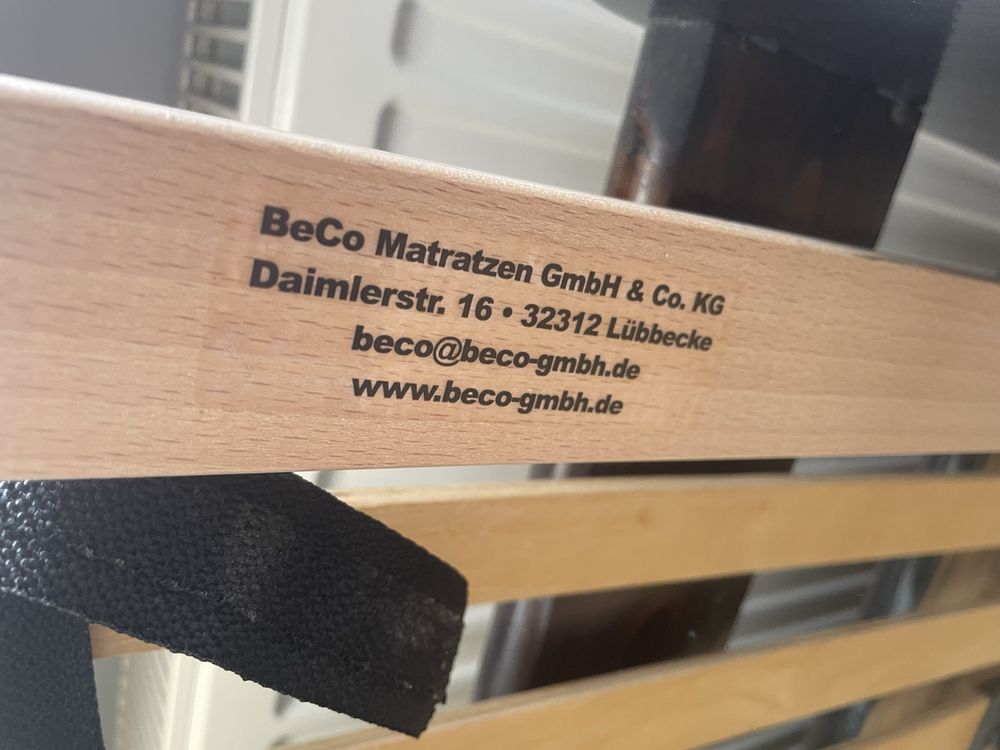 BeCo Matratzen GmbH & Co. KG
Daimlerstr. 16 • 32312 Lübbecke
beco@beco-gmbh.de
www.beco-gmbh.de